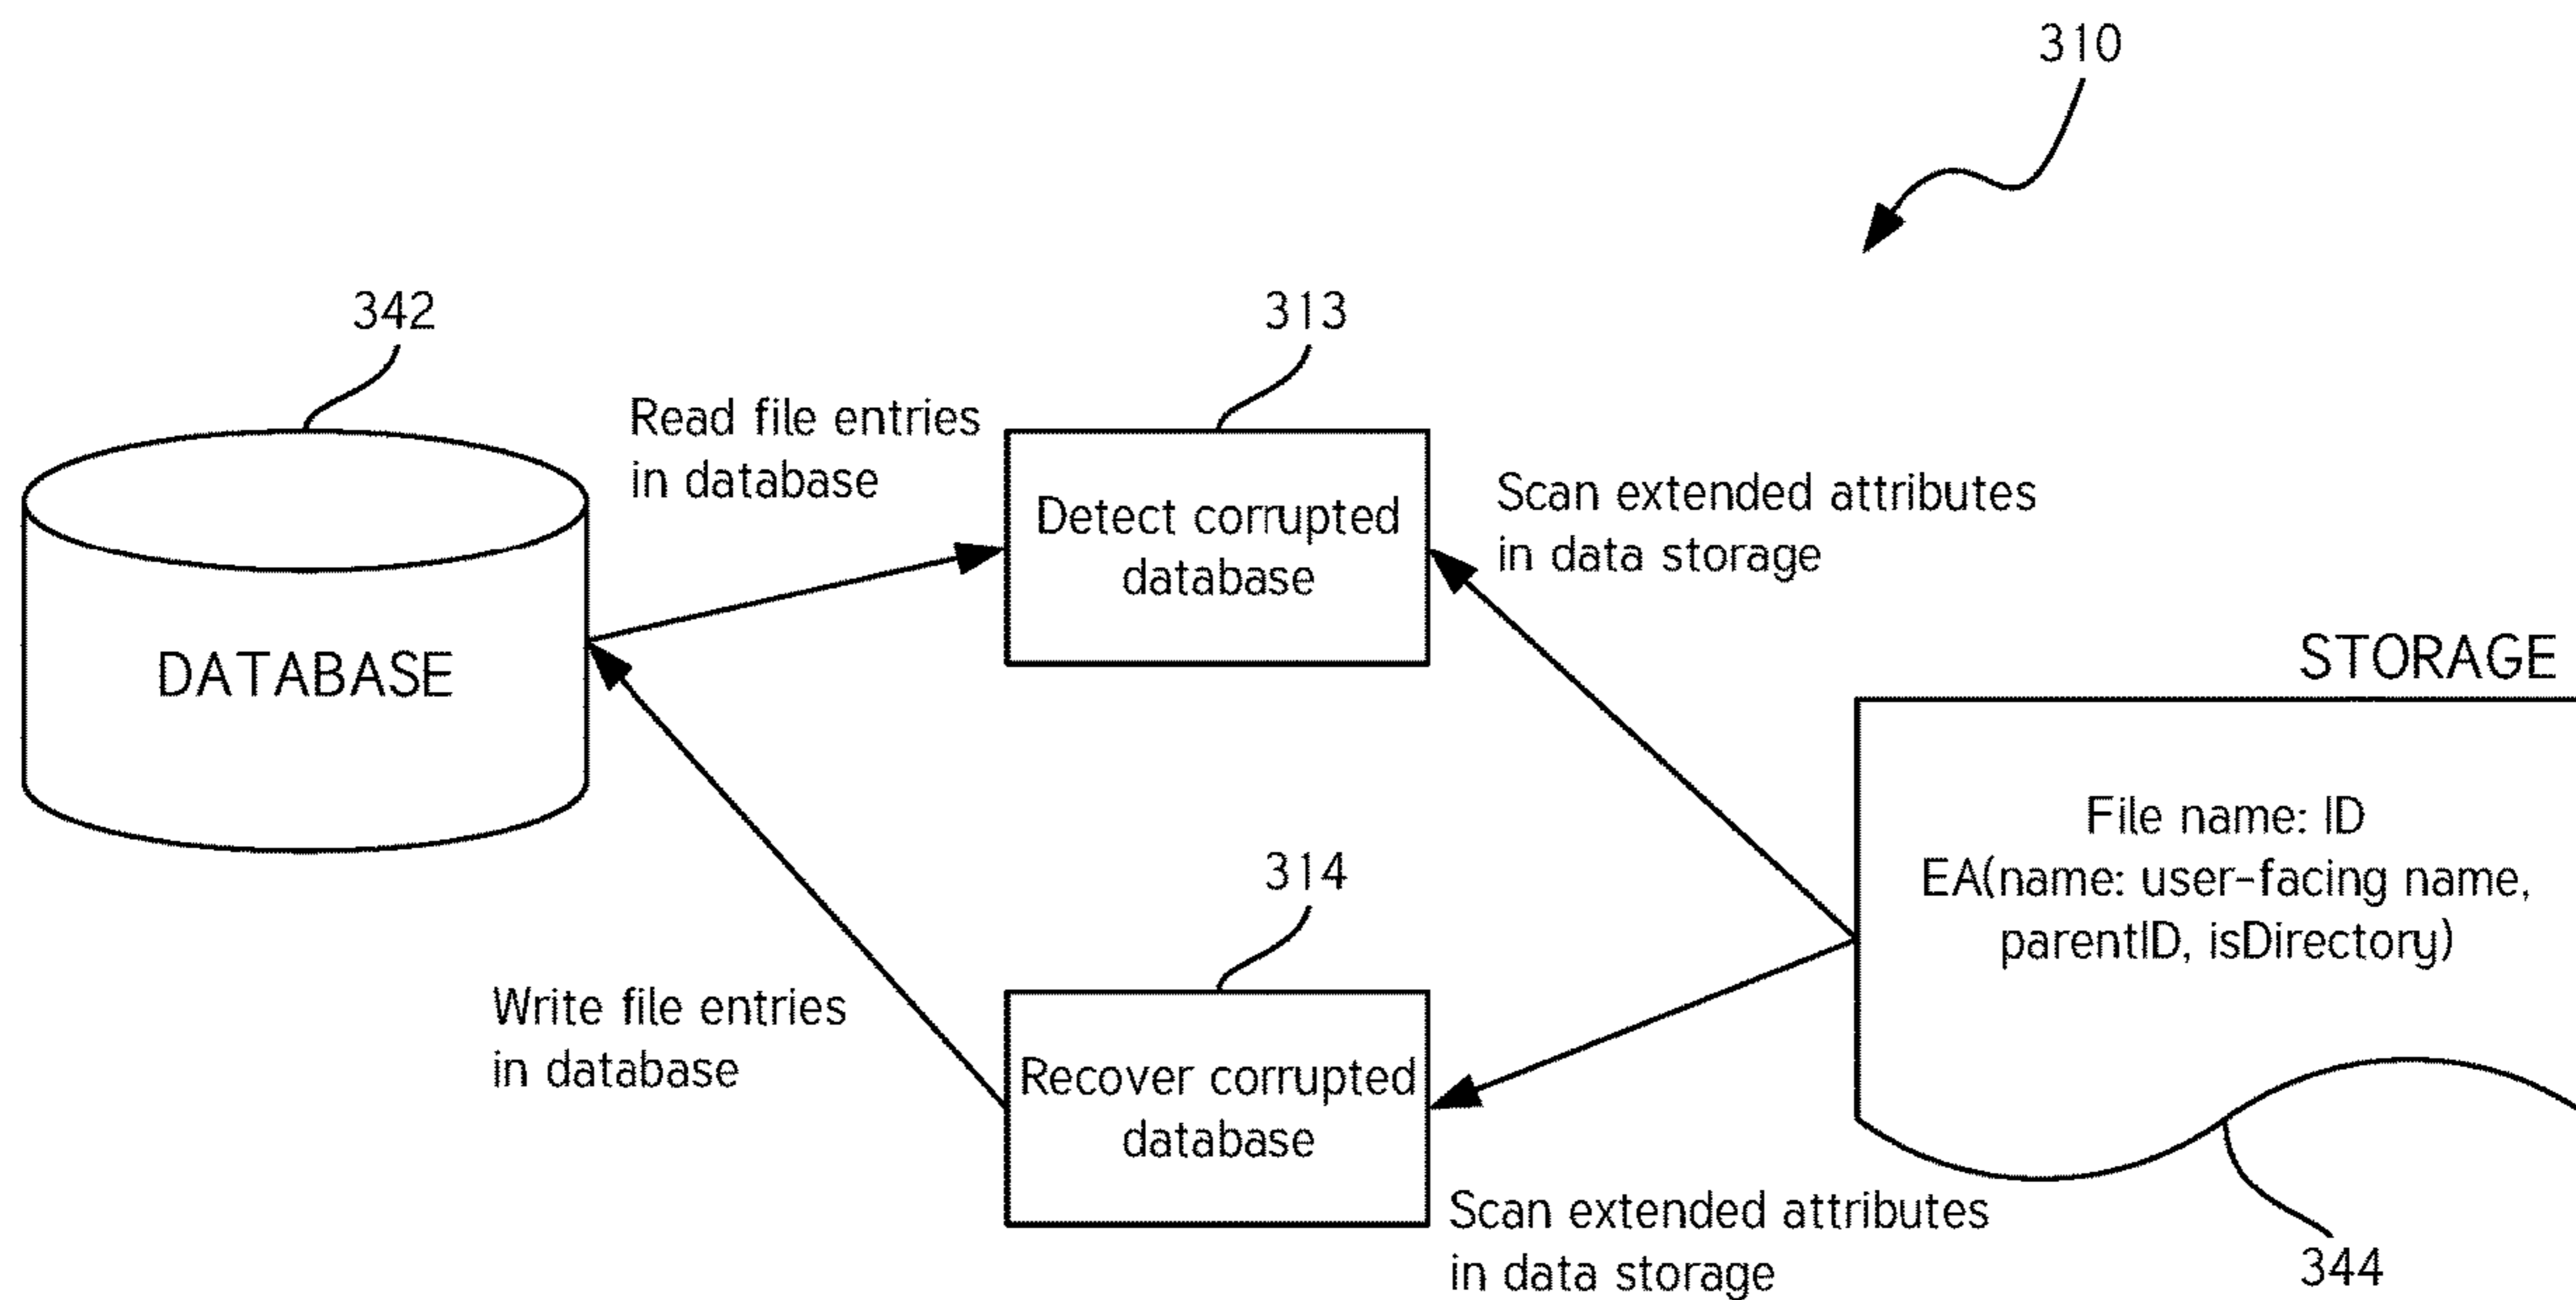 310
342
313
Read file entries
in database
Detect corrupted
database
Scan extended attributes
in data storage
DATABASE
STORAGE
File name: ID
EA(name: user-facing name,
parentID, isDirectory)
314
Write file entries
in database
Recover corrupted
database
Scan extended attributes
in data storage
344